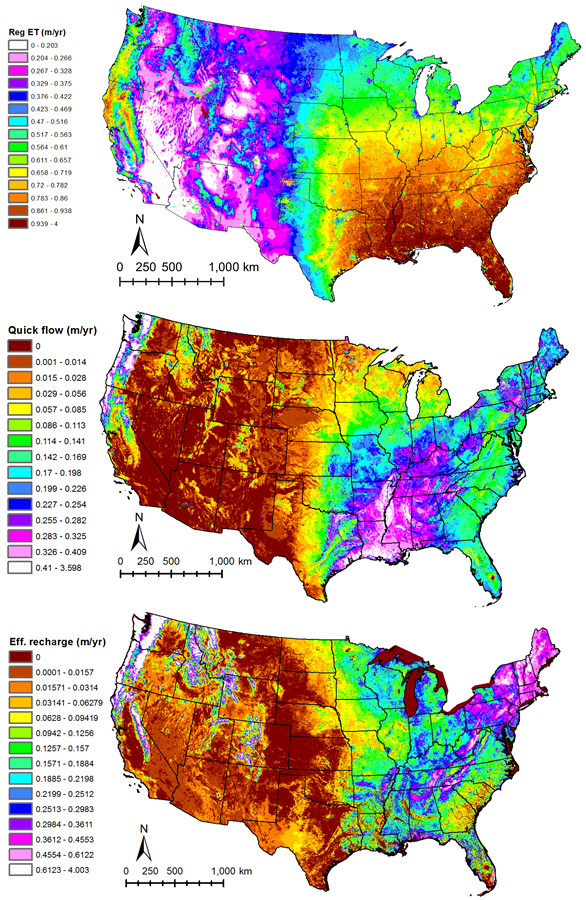 Reg ET (m/yr)
0 - 0.203
0.204 - 0.266
0.267 - 0.328
0.329 - 0.375
0.376 - 0.422
0.423 - 0.469
0.47 - 0.516
0.517 - 0.563
0.564 - 0.61
0.611 - 0.657
0.658 - 0.719
0.72 - 0.782
0.783 - 0.86
0.861 - 0.938
0.939 - 4
N
0 250 500 1,000 km
Quick flow (m/yr)
0
0.001 - 0.014
0.015 - 0.028
0.029 - 0.056
0.057 - 0.085
0.086 - 0.113
0.114 - 0.141
0.142 - 0.169
0.17 - 0.198
0.199 - 0.226
0.227 - 0.254
0.255 - 0.282
0.283 - 0.325
0.326 - 0.409
0.41 - 3.598
N
0 250 500 1,000 km
Eff. recharge (m/yr)
0
0.0001 - 0.0157
0.01571 - 0.0314
0.03141 - 0.06279
0.0628 - 0.09419
0.0942 - 0.1256
0.1257 - 0.157
0.1571 - 0.1884
0.1885 - 0.2198
0.2199 - 0.2512
0.2513 - 0.2983
0.2984 - 0.3611
0.3612 - 0.4553
0.4554 - 0.6122
0.6123 - 4.003
N
0 250 500 1,000 km